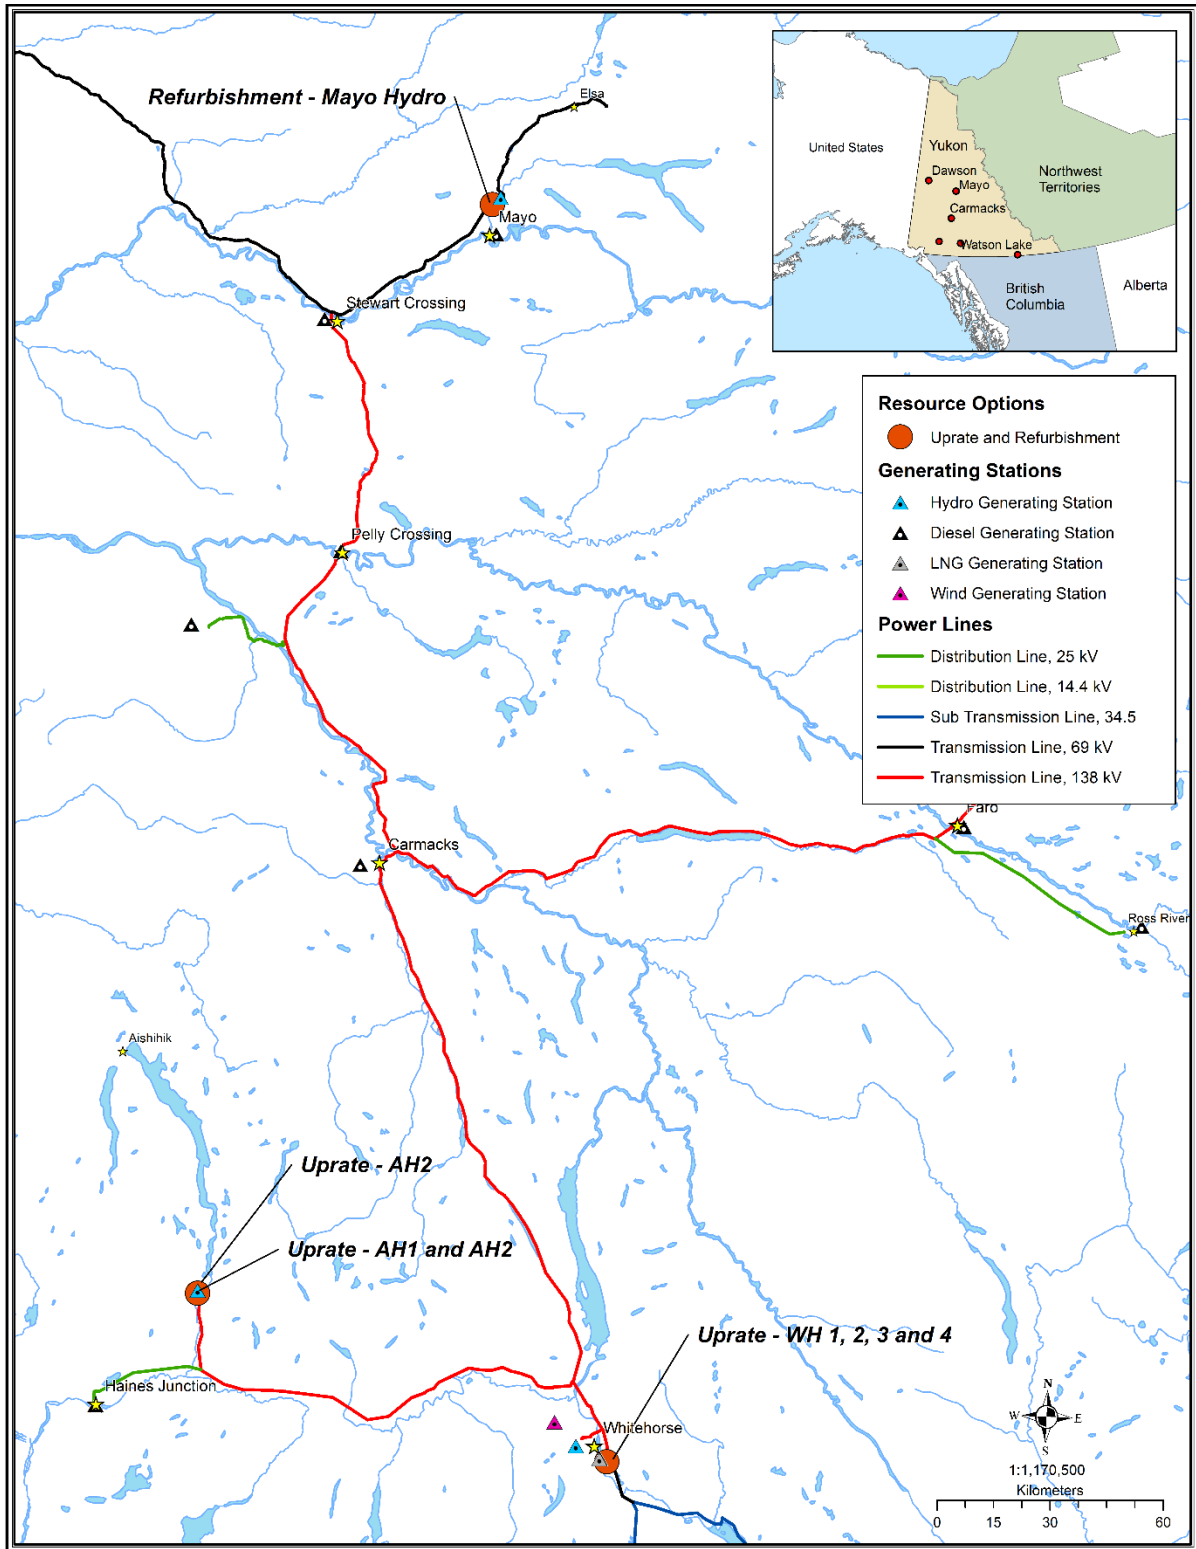 Refurbishment - Mayo Hydro
Elsa
Mayo
Stewart Crossing
Pelly Crossing
Carmacks
Faro
Ross River
Aishihik
Uprate - AH2
Uprate - AH1 and AH2
Uprate - WH 1, 2, 3 and 4
Haines Junction
Whitehorse
United States
Yukon
Dawson
Mayo
Carmacks
Watson Lake
Northwest
Territories
British
Columbia
Alberta
Resource Options
Uprate and Refurbishment
Generating Stations
Hydro Generating Station
Diesel Generating Station
LNG Generating Station
Wind Generating Station
Power Lines
Distribution Line, 25 kV
Distribution Line, 14.4 kV
Sub Transmission Line, 34.5
Transmission Line, 69 kV
Transmission Line, 138 kV
N
W
E
S
1:1,170,500
Kilometers
0 15 30 60